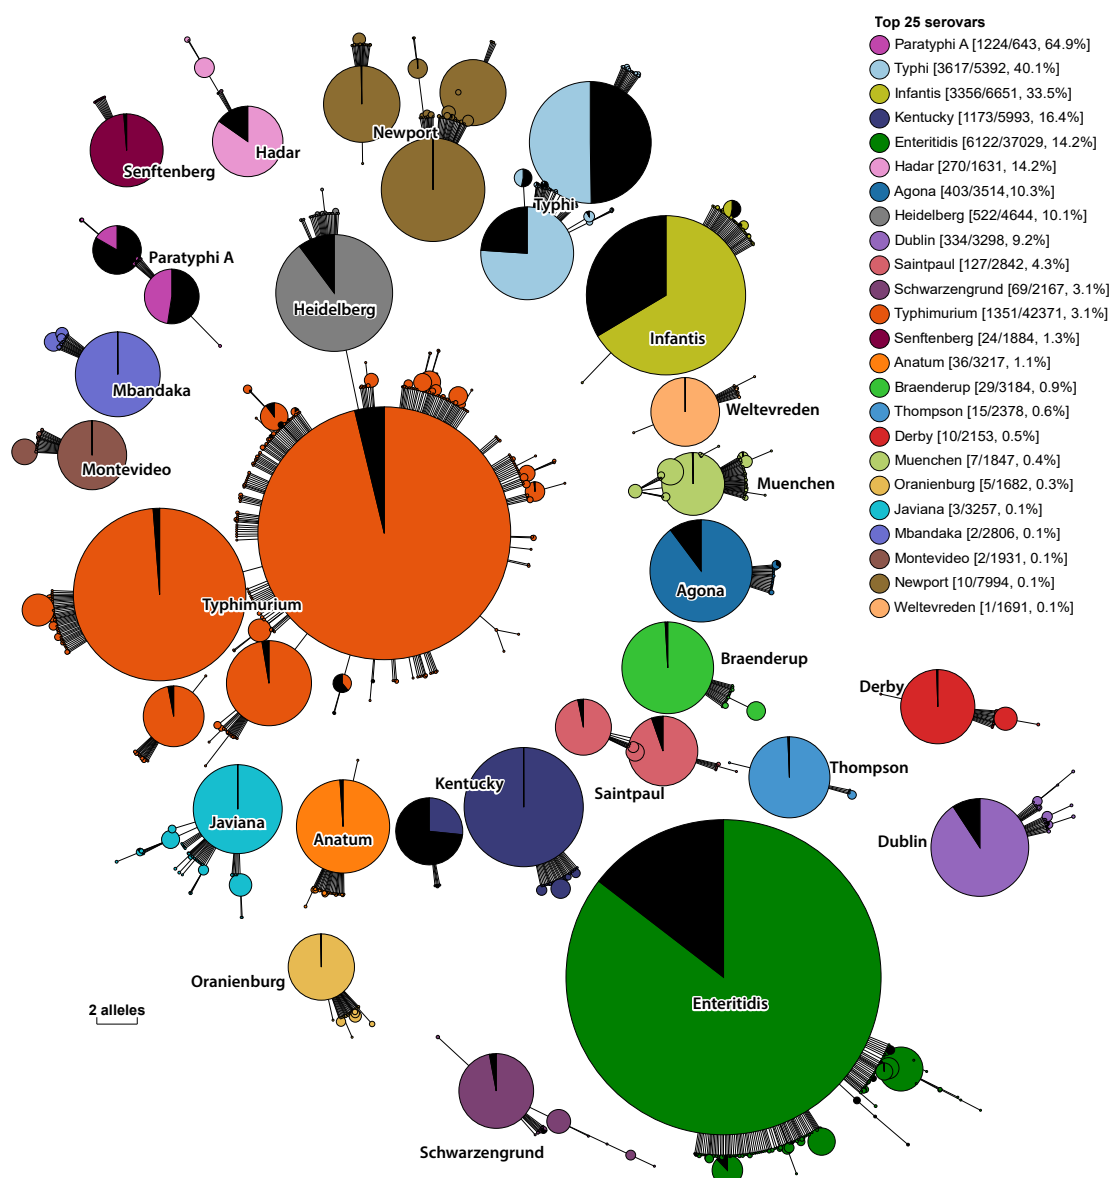 Top 25 serovars
Paratyphi A [1224/643, 64.9%]
Typhi [3617/5392, 40.1%]
Infantis [3356/6651, 33.5%]
Kentucky [1173/5993, 16.4%]
Enteritidis [6122/37029, 14.2%]
Hadar [270/1631, 14.2%]
Agona [403/3514,10.3%]
Heidelberg [522/4644, 10.1%]
Dublin [334/3298, 9.2%]
Saintpaul [127/2842, 4.3%]
Schwarzengrund [69/2167, 3.1%]
Typhimurium [1351/42371, 3.1%]
Senftenberg [24/1884, 1.3%]
Anatum [36/3217, 1.1%]
Braenderup [29/3184, 0.9%]
Thompson [15/2378, 0.6%]
Derby [10/2153, 0.5%]
Muenchen [7/1847, 0.4%]
Oranienburg [5/1682, 0.3%]
Javiana [3/3257, 0.1%]
Mbandaka [2/2806, 0.1%]
Montevideo [2/1931, 0.1%]
Newport [10/7994, 0.1%]
Weltevreden [1/1691, 0.1%]
Newport
Hadar
Senftenberg
Typhi
Paratyphi A
Heidelberg
Infantis
Mbandaka
Weltevreden
Montevideo
Muenchen
Agona
Typhimurium
Braenderup
Derby
Thompson
Kentucky
Saintpaul
Javiana
Anatum
Dublin
Oranienburg
Enteritidis
2 alleles
Schwarzengrund